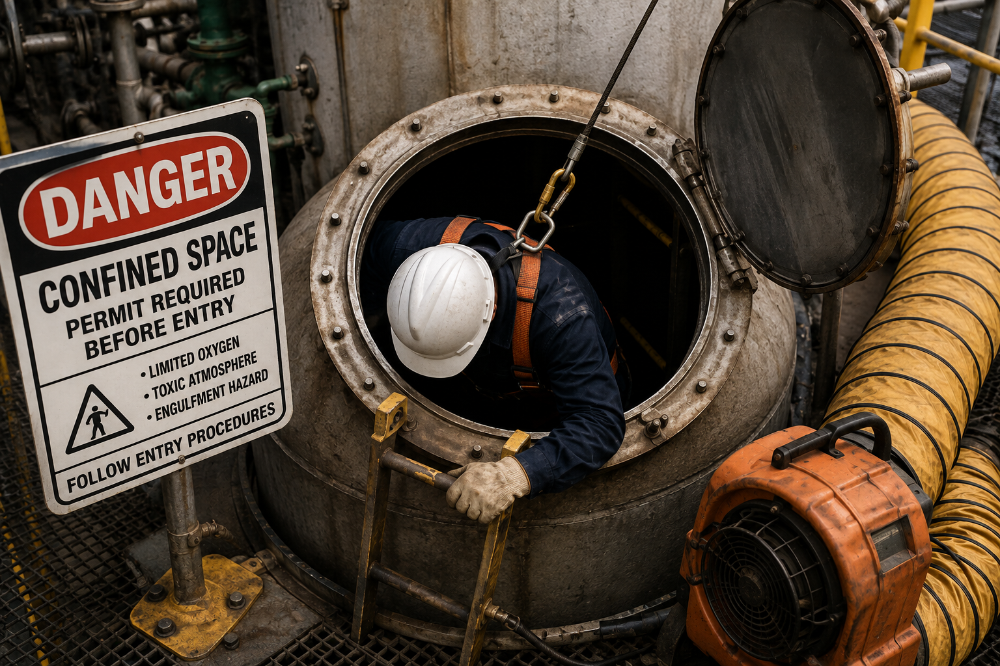 DANGER
CONFINED SPACE
PERMIT REQUIRED
BEFORE ENTRY
• LIMITED OXYGEN
• TOXIC ATMOSPHERE
• ENGULFMENT HAZARD
FOLLOW ENTRY PROCEDURES